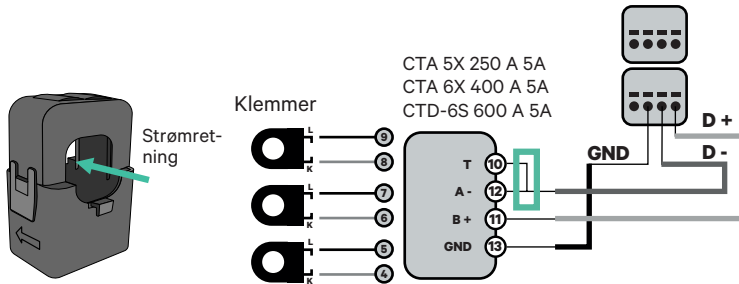 Strømret-
ning
Klemmer
CTA 5X 250 A 5A
CTA 6X 400 A 5A
CTD-6S 600 A 5A
L
K
L
K
L
K
9
8
7
6
5
4
T 10
A - 12
B + 11
GND 13
GND
D +
D -